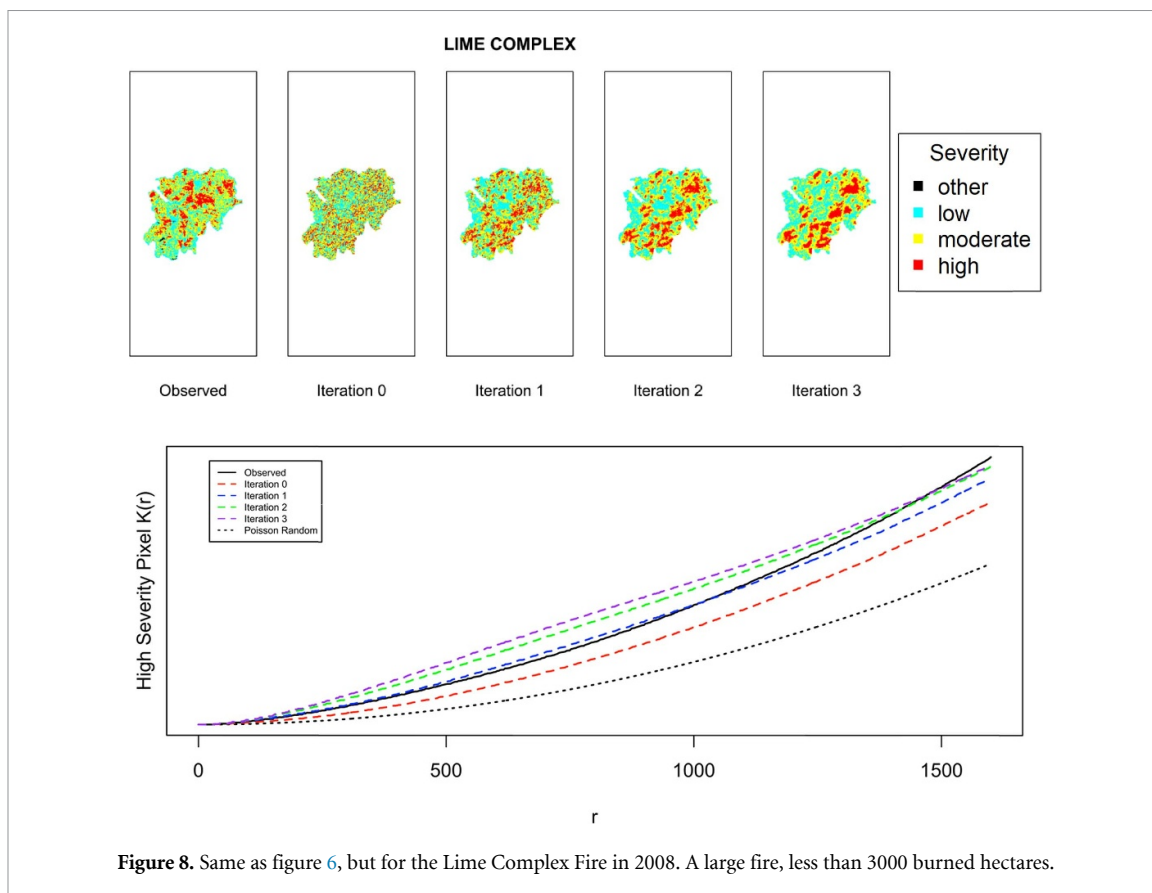 LIME COMPLEX
Severity
other
low
moderate
high
Observed
Iteration 0
Iteration 1
Iteration 2
Iteration 3
High Severity Pixel K(r)
Observed
Iteration 0
Iteration 1
Iteration 2
Iteration 3
Poisson Random
0
500
1000
1500
r
Figure 8. Same as figure 6, but for the Lime Complex Fire in 2008. A large fire, less than 3000 burned hectares.